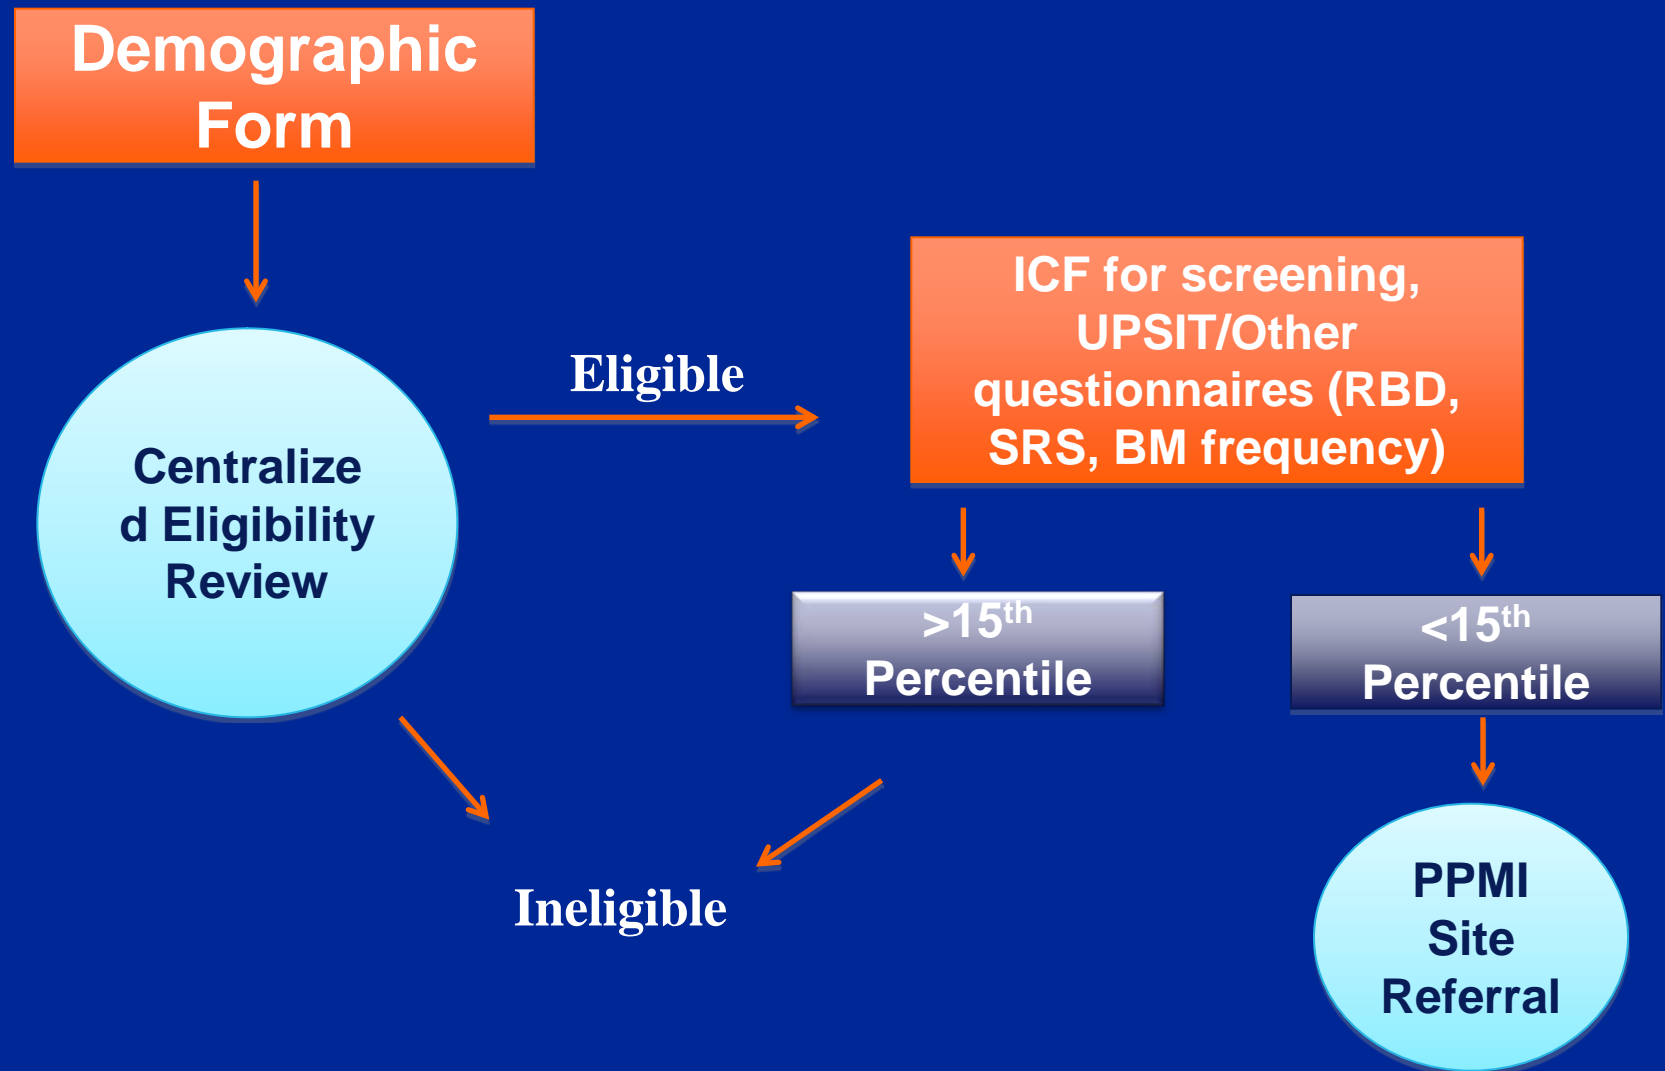 Demographic
Form
Eligible
Centralize
d Eligibility
Review
ICF for screening,
UPSIT/Other
questionnaires (RBD,
SRS, BM frequency)
>15th
Percentile
<15th
Percentile
Ineligible
PPMI
Site
Referral